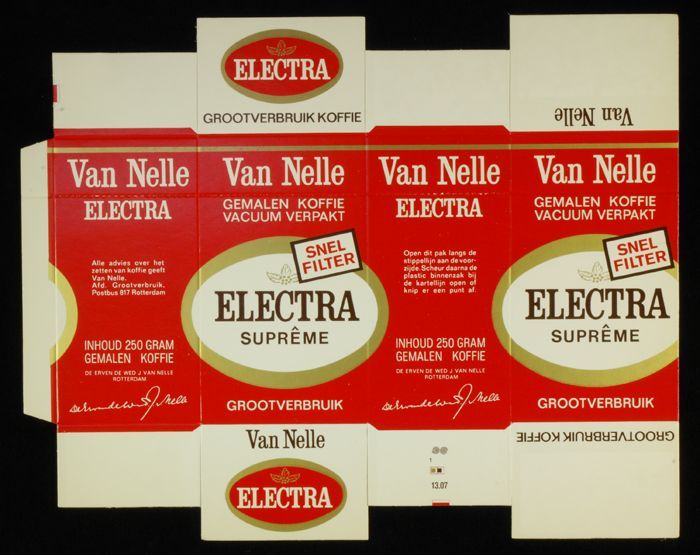 ELECTRA
GROOTVERBRUIK KOFFIE
Van Nelle
Van Nelle
ELECTRA
Alle advies over het
zetten van koffie geeft
Van Nelle.
Afd. Grootverbruik,
Postbus 817 Rotterdam
INHOUD 250 GRAM
GEMALEN KOFFIE
DE ERVEN DE WED J VAN NELLE
ROTTERDAM
Van Nelle
GEMALEN KOFFIE
VACUUM VERPAKT
SNEL
FILTER
ELECTRA
SUPRÊME
GROOTVERBRUIK
Van Nelle
ELECTRA
Van Nelle
ELECTRA
Open dit pak langs de
stippellijn aan de voor-
zijde. Scheur daarna de
plastic binnenzak bij
de kartellijn open of
knip er een punt af.
INHOUD 250 GRAM
GEMALEN KOFFIE
DE ERVEN DE WED J VAN NELLE
ROTTERDAM
1
13.07
Van Nelle
GEMALEN KOFFIE
VACUUM VERPAKT
SNEL
FILTER
ELECTRA
SUPRÊME
GROOTVERBRUIK
GROOTVERBRUIK KOFFIE